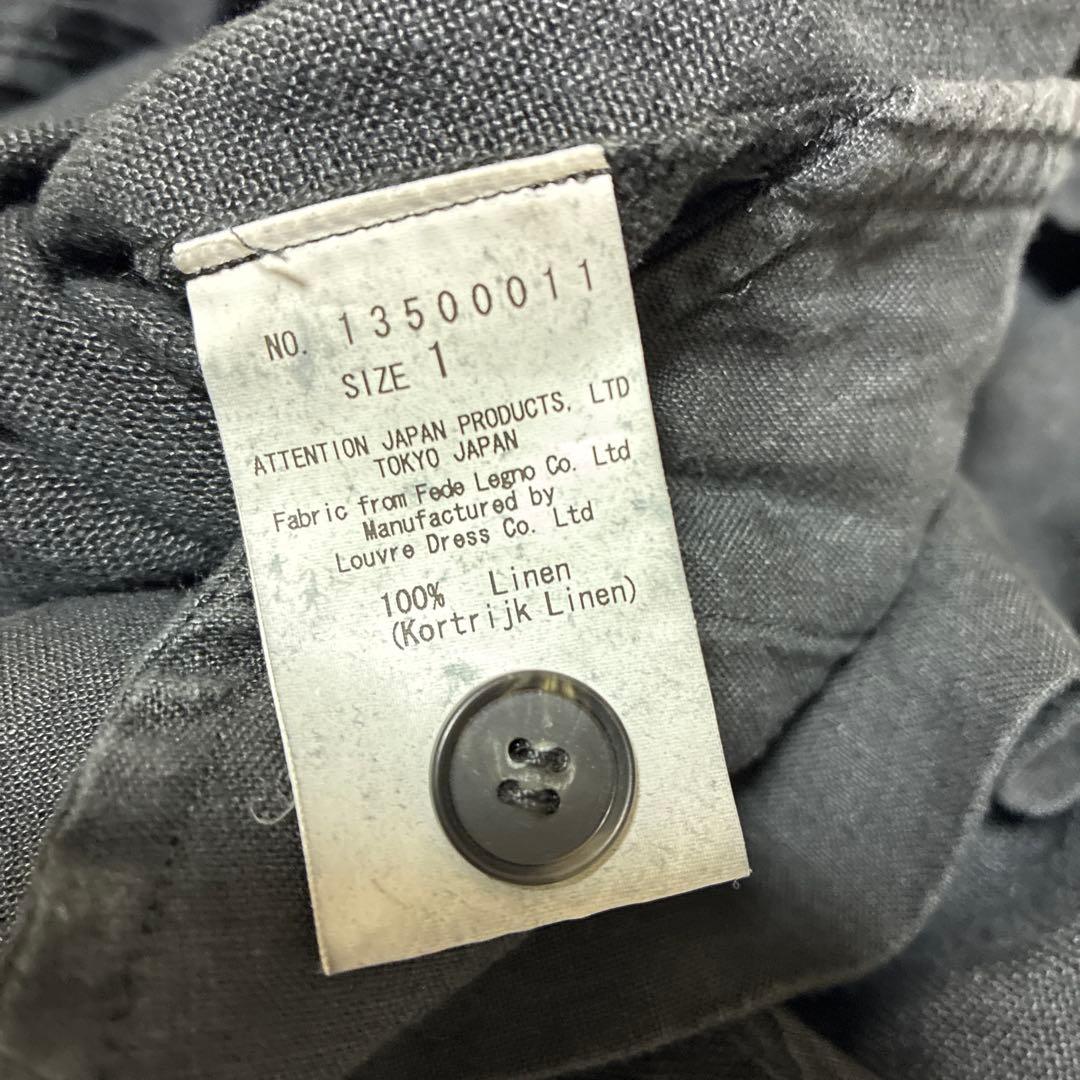 NO. 13500011
SIZE 1
ATTENTION JAPAN PRODUCTS, LTD
TOKYO JAPAN
Fabric from Fede Legno Co. Ltd
Manufactured by
Louvre Dress Co. Ltd
100% Linen
(Kortrijk Linen)